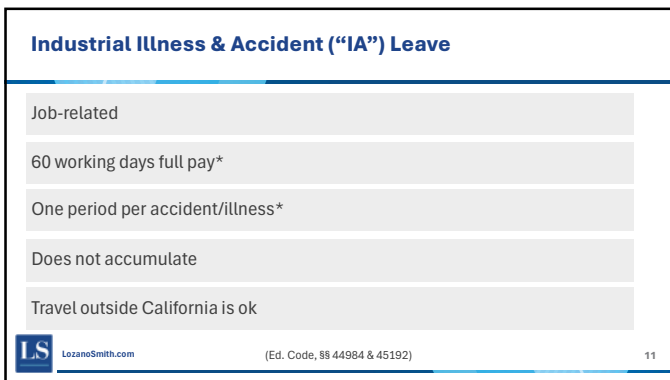 Industrial Illness & Accident (“IA”) Leave
Job-related
60 working days full pay*
One period per accident/illness*
Does not accumulate
Travel outside California is ok
LS
LozanoSmith.com
(Ed. Code, §§ 44984 & 45192)
11